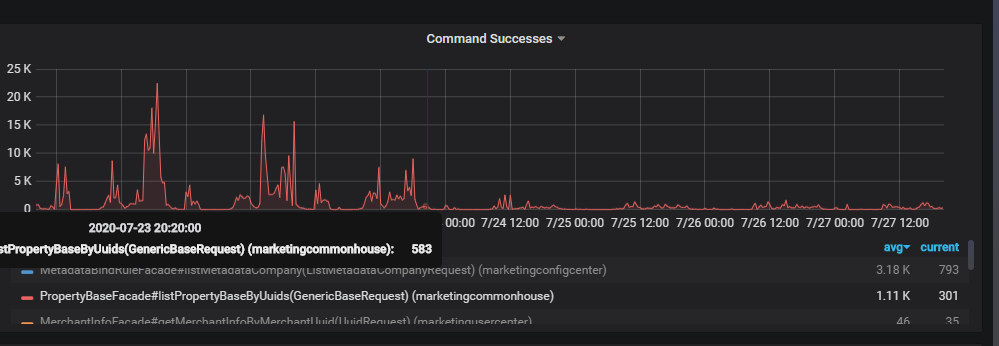 Command Successes
25 K
20 K
15 K
10 K
5 K
0
00:00 7/24 12:00 7/25 00:00 7/25 12:00 7/26 00:00 7/26 12:00 7/27 00:00 7/27 12:00
2020-07-23 20:20:00
stPropertyBaseByUuids(GenericBaseRequest) (marketingcommonhouse): 583
avg current
MetadataBindRuleFacade#listMetadataCompany(ListMetadataCompanyRequest) (marketingconfigcenter) 3.18 K 793
PropertyBaseFacade#listPropertyBaseByUuids(GenericBaseRequest) (marketingcommonhouse) 1.11 K 301
MerchantInfoFacade#getMerchantInfoByMerchantUuid(UuidRequest) (marketingusercenter) 46 35